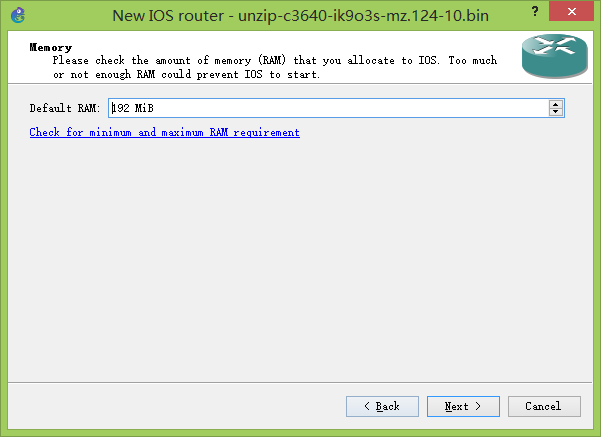 New IOS router - unzip-c3640-ik9o3s-mz.124-10.bin
?
Memory
Please check the amount of memory (RAM) that you allocate to IOS. Too much
or not enough RAM could prevent IOS to start.
Default RAM: 192 MiB
Check for minimum and maximum RAM requirement
< Back Next > Cancel